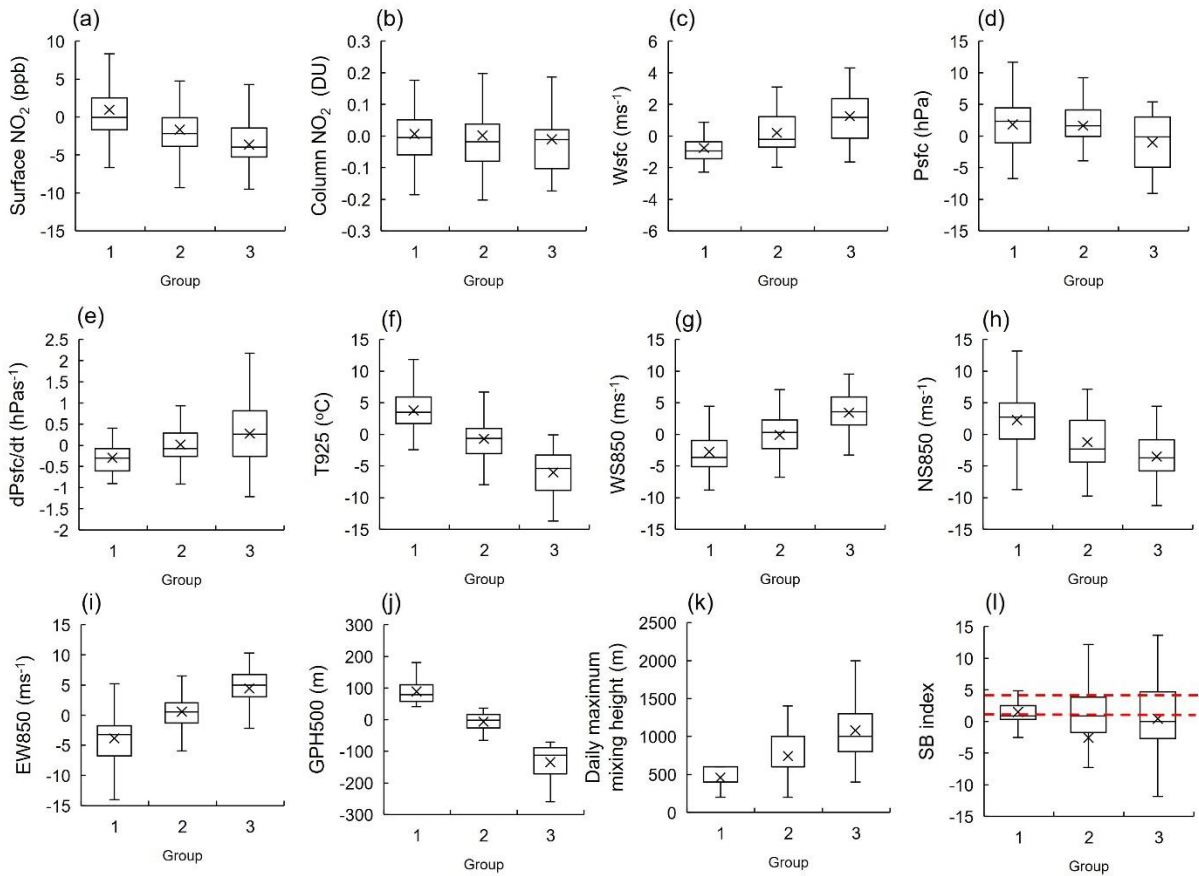 (a)
Surface NO₂ (ppb)
10
5
0
-5
-10
-15
1 2 3
Group
(b)
Column NO₂ (DU)
0.3
0.2
0.1
0.0
-0.1
-0.2
-0.3
1 2 3
Group
(c)
Wsfc (ms⁻¹)
6
4
2
0
-2
-4
-6
1 2 3
Group
(d)
Psfc (hPa)
15
10
5
0
-5
-10
-15
1 2 3
Group
(e)
dPsfc/dt (hPas⁻¹)
2.5
2
1.5
1
0.5
0
-0.5
-1
-1.5
-2
1 2 3
Group
(f)
T925 (°C)
15
10
5
0
-5
-10
-15
1 2 3
Group
(g)
WS850 (ms⁻¹)
15
10
5
0
-5
-10
-15
1 2 3
Group
(h)
NS850 (ms⁻¹)
15
10
5
0
-5
-10
-15
1 2 3
Group
(i)
EW850 (ms⁻¹)
15
10
5
0
-5
-10
-15
1 2 3
Group
(j)
GPH500 (m)
300
200
100
0
-100
-200
-300
1 2 3
Group
(k)
Daily maximum
mixing height (m)
2500
2000
1500
1000
500
0
1 2 3
Group
(l)
SB index
15
10
5
0
-5
-10
15
1 2 3
Group